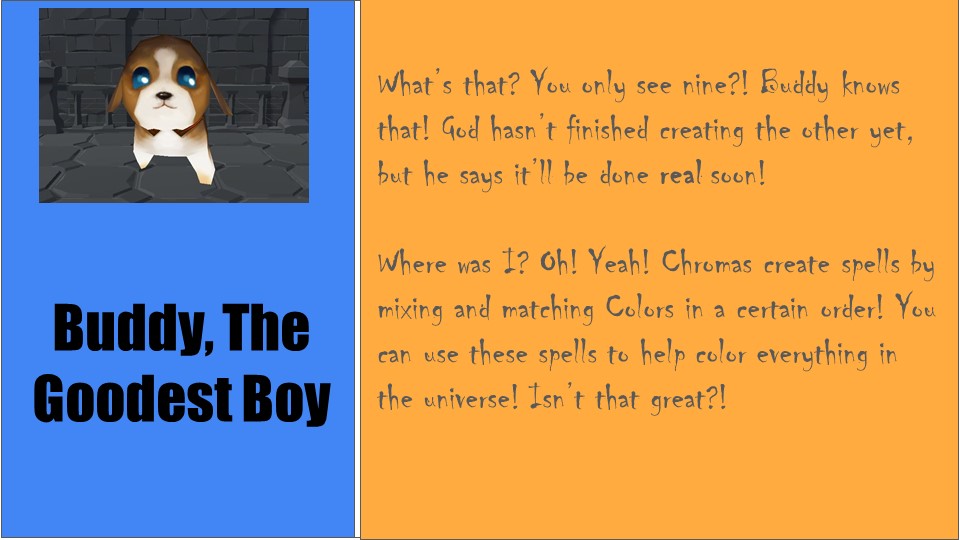 Buddy, The
Goodest Boy
What's that? You only see nine?! Buddy knows
that! God hasn't finished creating the other yet,
but he says it'll be done real soon!
Where was I? Oh! Yeah! Chromas create spells by
mixing and matching Colors in a certain order! You
can use these spells to help color everything in
the universe! Isn't that great?!